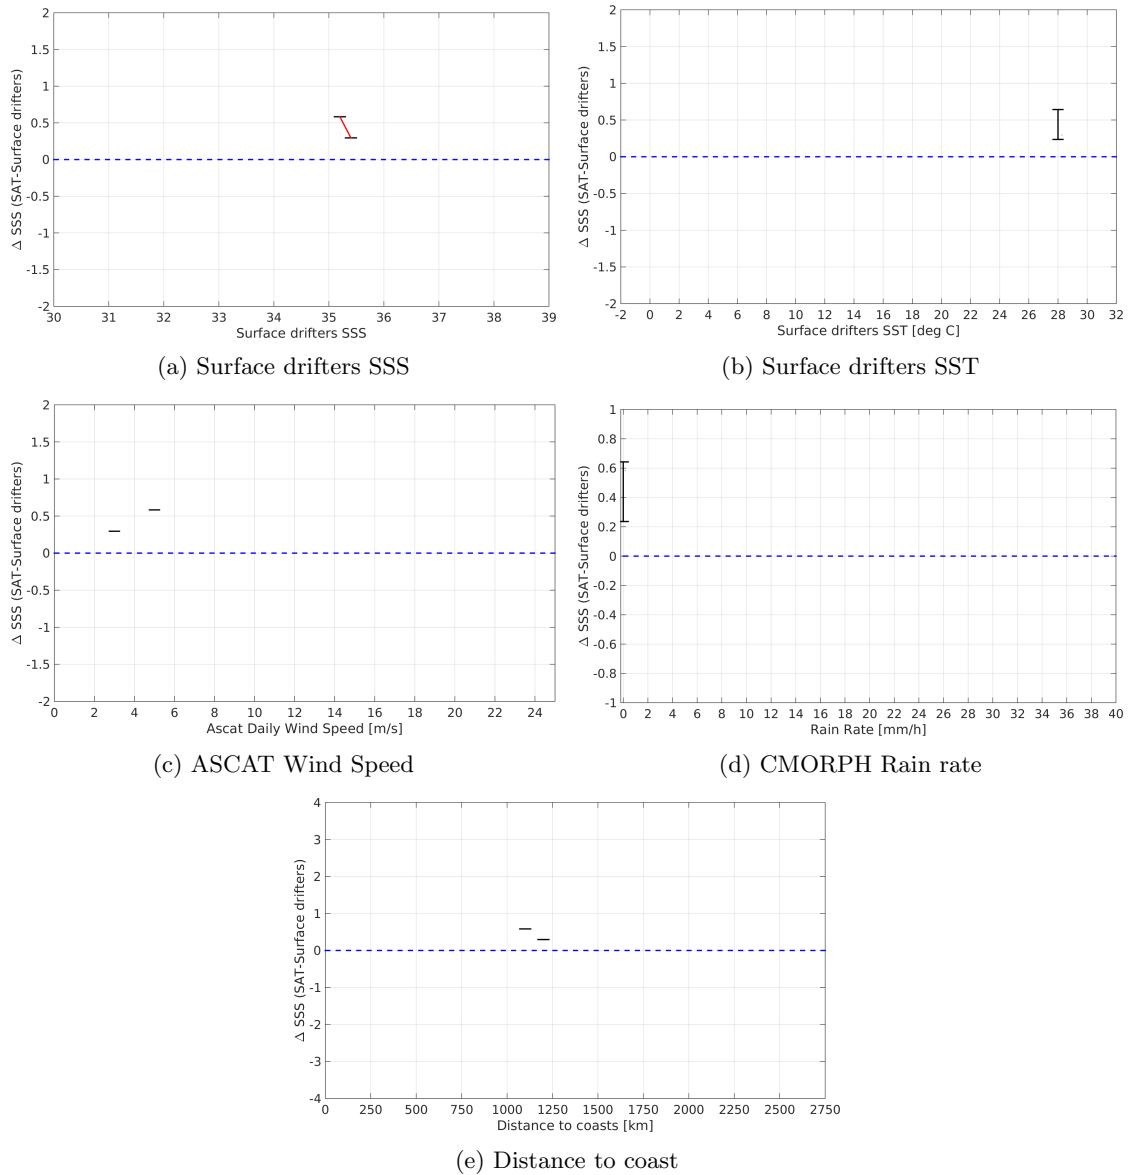 2
1.5
1
0.5
0
-0.5
-1
-1.5
-2
Δ SSS (SAT-Surface drifters)
30 31 32 33 34 35 36 37 38 39
Surface drifters SSS
(a) Surface drifters SSS
2
1.5
1
0.5
0
-0.5
-1
-1.5
-2
Δ SSS (SAT-Surface drifters)
-2 0 2 4 6 8 10 12 14 16 18 20 22 24 26 28 30 32
Surface drifters SST [deg C]
(b) Surface drifters SST
2
1.5
1
0.5
0
-0.5
-1
-1.5
-2
Δ SSS (SAT-Surface drifters)
0 2 4 6 8 10 12 14 16 18 20 22 24
Ascat Daily Wind Speed [m/s]
(c) ASCAT Wind Speed
1
0.8
0.6
0.4
0.2
0
-0.2
-0.4
-0.6
-0.8
-1
Δ SSS (SAT-Surface drifters)
0 2 4 6 8 10 12 14 16 18 20 22 24 26 28 30 32 34 36 38 40
Rain Rate [mm/h]
(d) CMORPH Rain rate
4
3
2
1
0
-1
-2
-3
-4
Δ SSS (SAT-Surface drifters)
0 250 500 750 1000 1250 1500 1750 2000 2250 2500 2750
Distance to coasts [km]
(e) Distance to coast